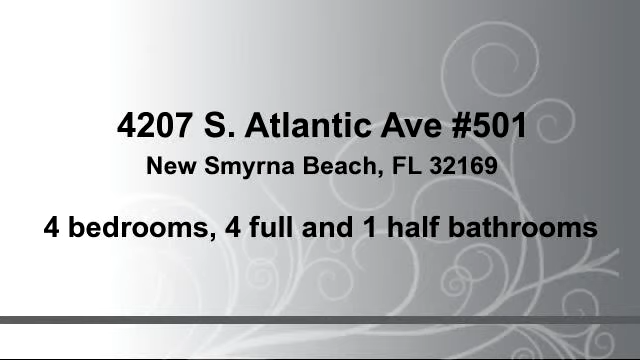 4207 S. Atlantic Ave #501
New Smyrna Beach, FL 32169
4 bedrooms, 4 full and 1 half bathrooms